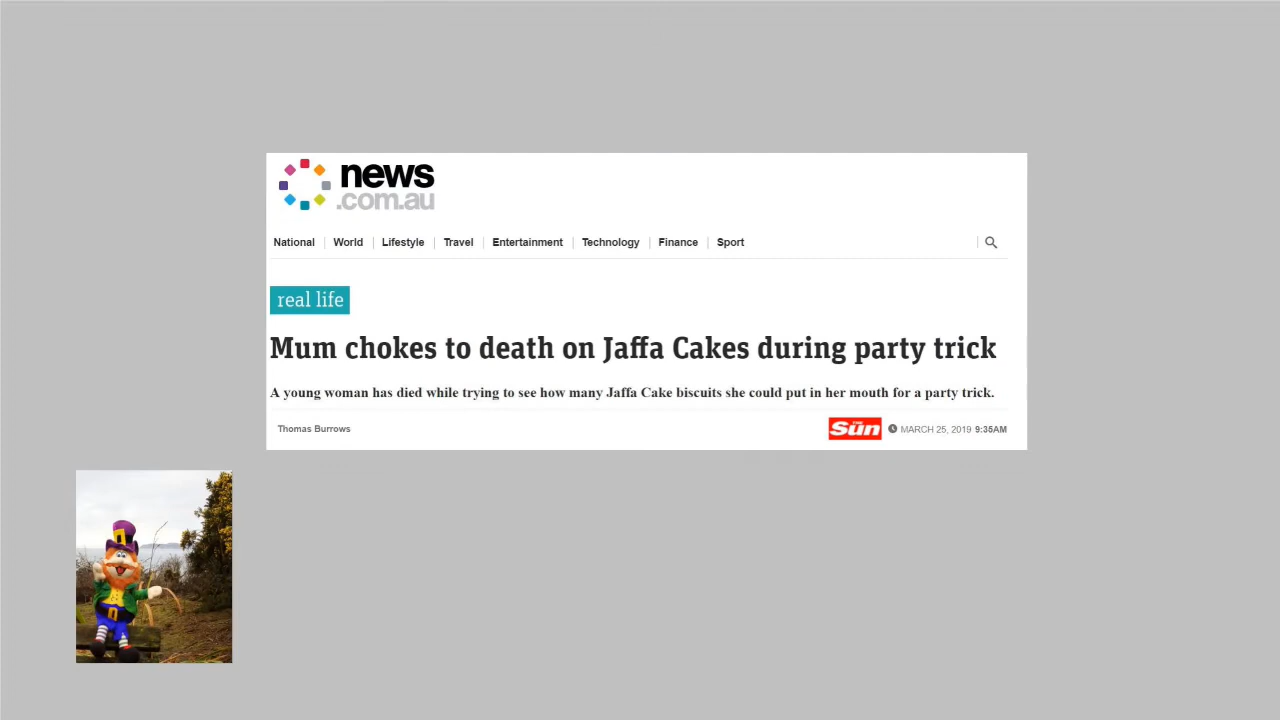 news
.com.au
National World Lifestyle Travel Entertainment Technology Finance Sport
real life
Mum chokes to death on Jaffa Cakes during party trick
A young woman has died while trying to see how many Jaffa Cake biscuits she could put in her mouth for a party trick.
Thomas Burrows THE Sun MARCH 25, 2019 9:35AM